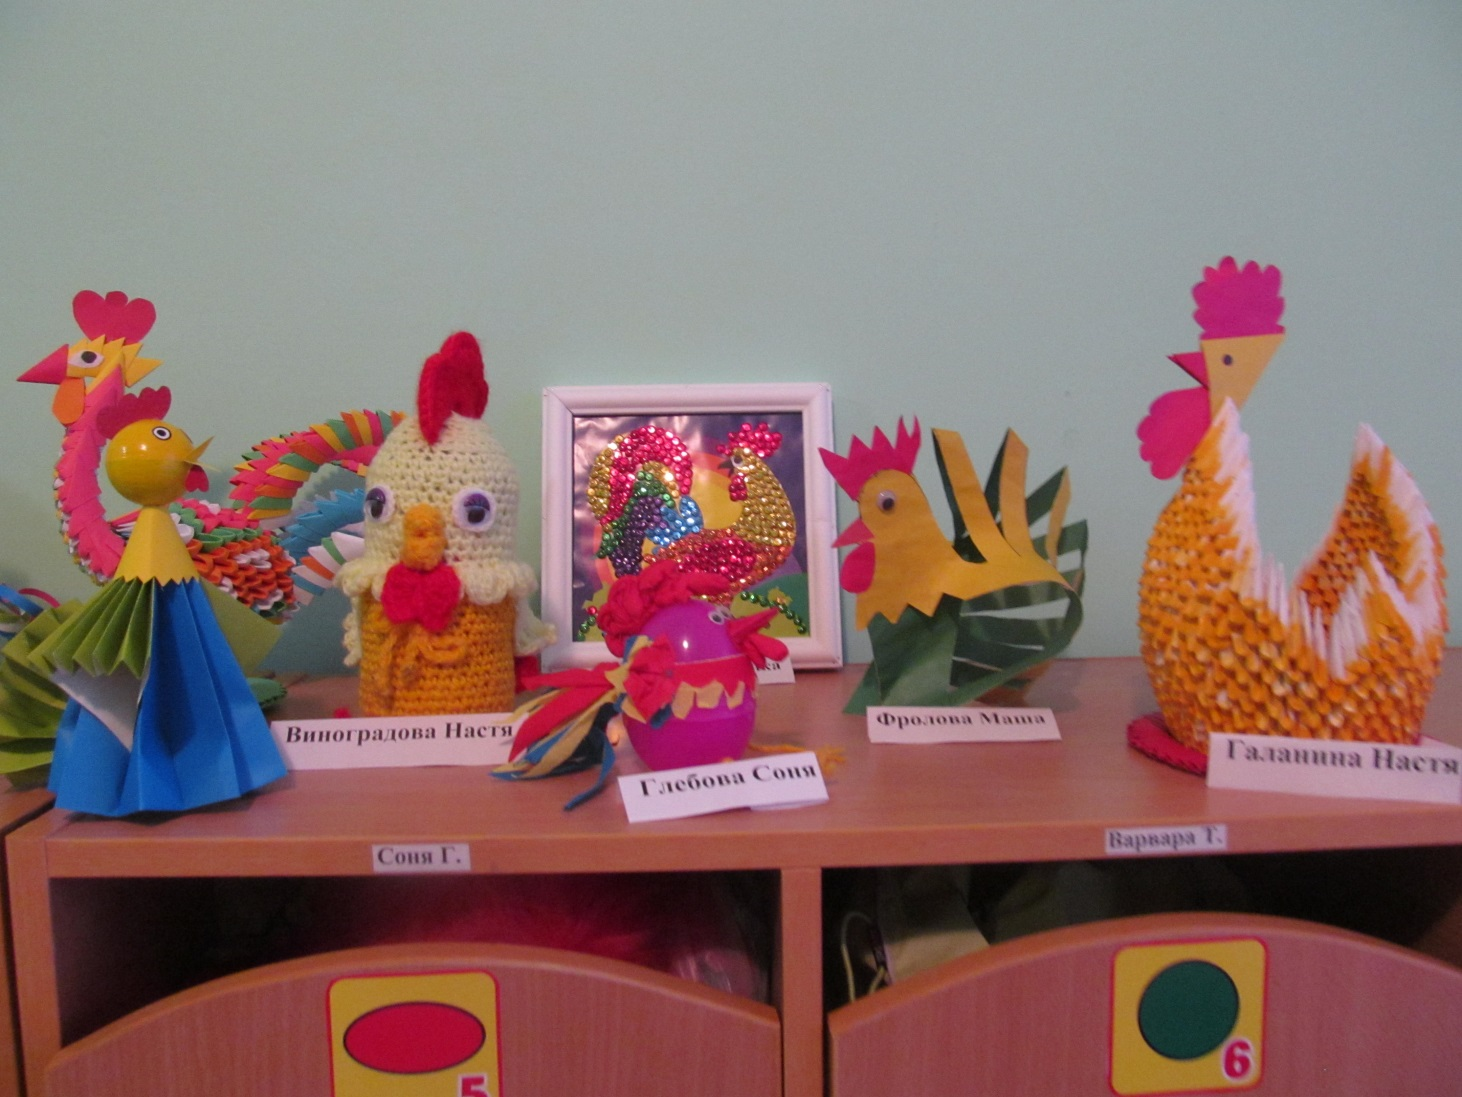 Виноградова Настя
Глебова Соня
Фролова Маша
Галанина Настя
Соня Г.
Варвара Т.
5
6